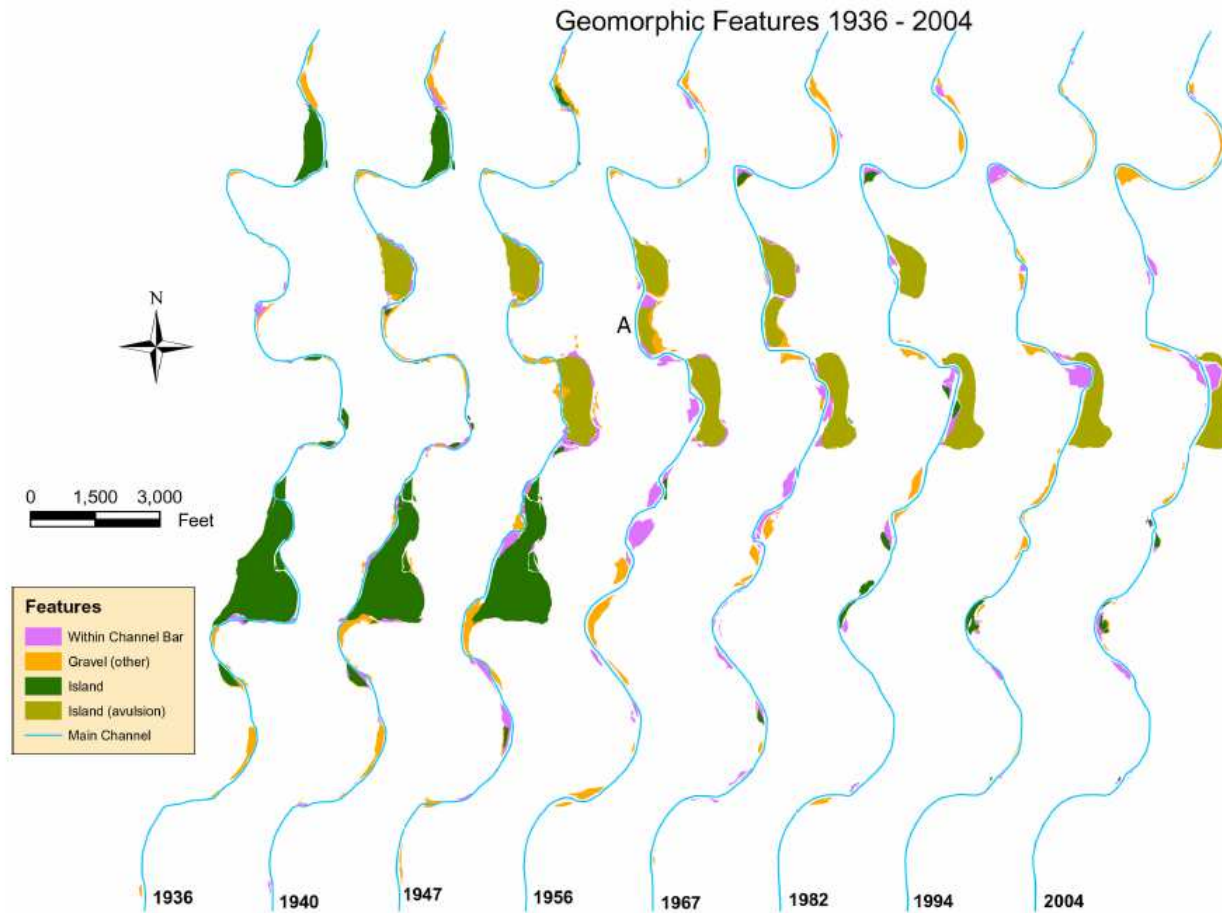 Geomorphic Features 1936 - 2004
N
A
0 1,500 3,000
Feet
Features
Within Channel Bar
Gravel (other)
Island
Island (avulsion)
Main Channel
1936 1940 1947 1956 1967 1982 1994 2004